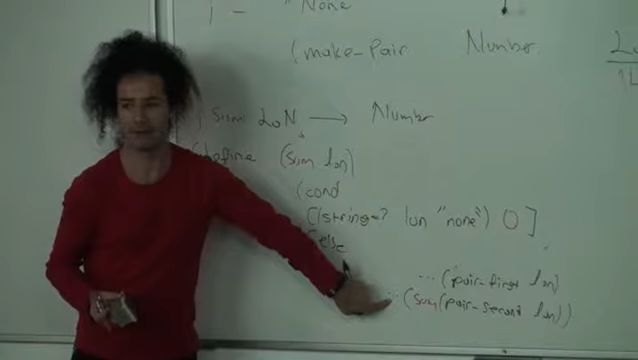 ; - "None
(make-pair Number
; sum: LoN → Number
(define (sum lon)
(cond
[(string=? lon "none") 0]
[else
... (pair-first lon)
... (sum(pair-second lon))